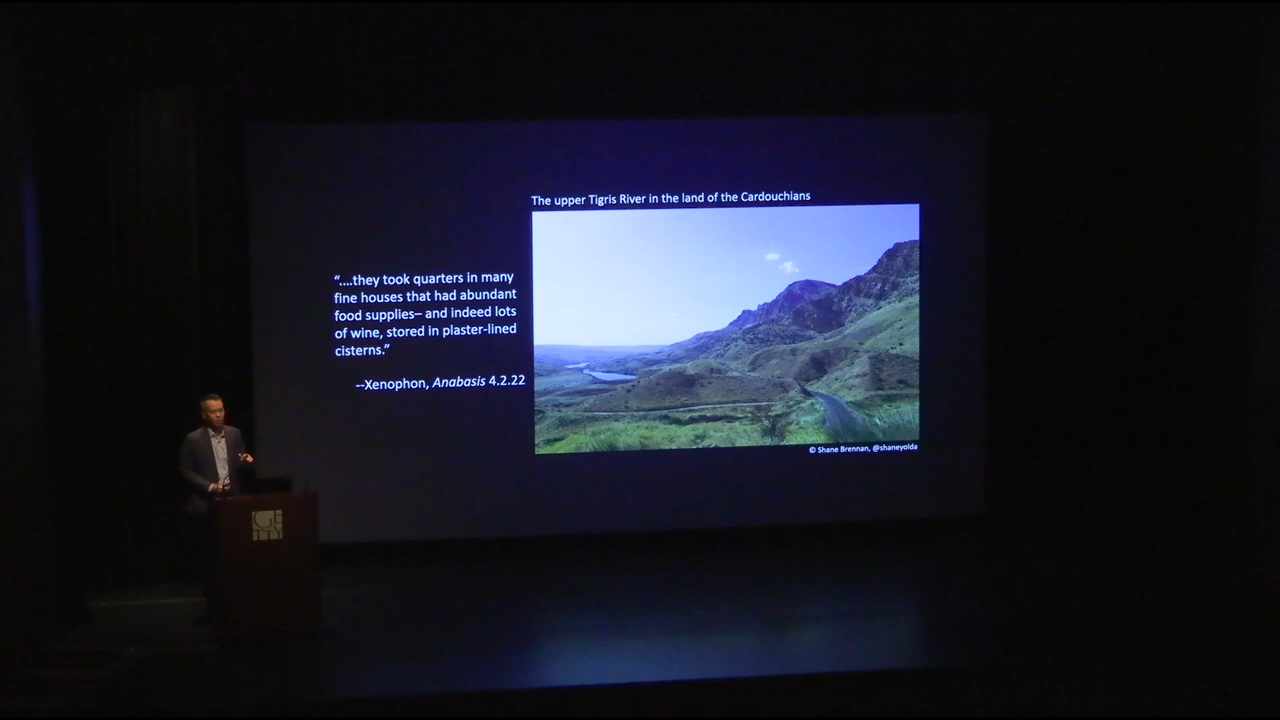 The upper Tigris River in the land of the Cardouchians
“....they took quarters in many
fine houses that had abundant
food supplies– and indeed lots
of wine, stored in plaster-lined
cisterns.”
--Xenophon, Anabasis 4.2.22
© Shane Brennan, @shaneyolda
GE
TTY